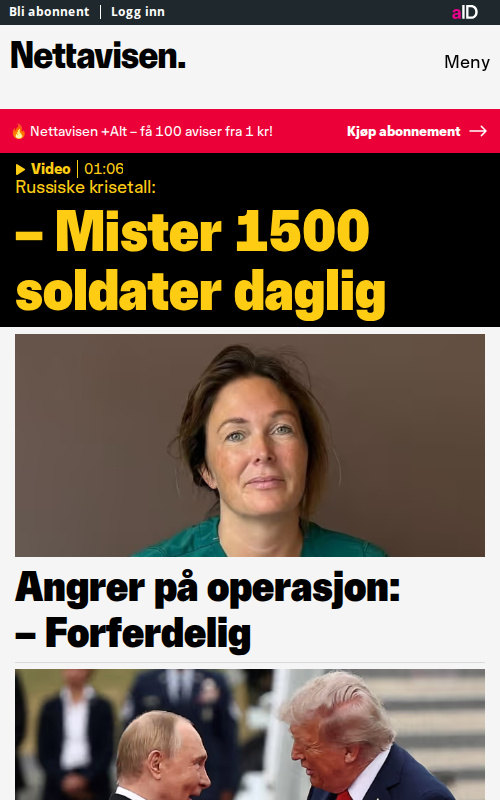 Bli abonnent | Logg inn
aID
Nettavisen.
Meny
🔥 Nettavisen +Alt – få 100 aviser fra 1 kr!
Kjøp abonnement →
Video | 01:06
Russiske krisetall:
– Mister 1500
soldater daglig
Angrer på operasjon:
– Forferdelig